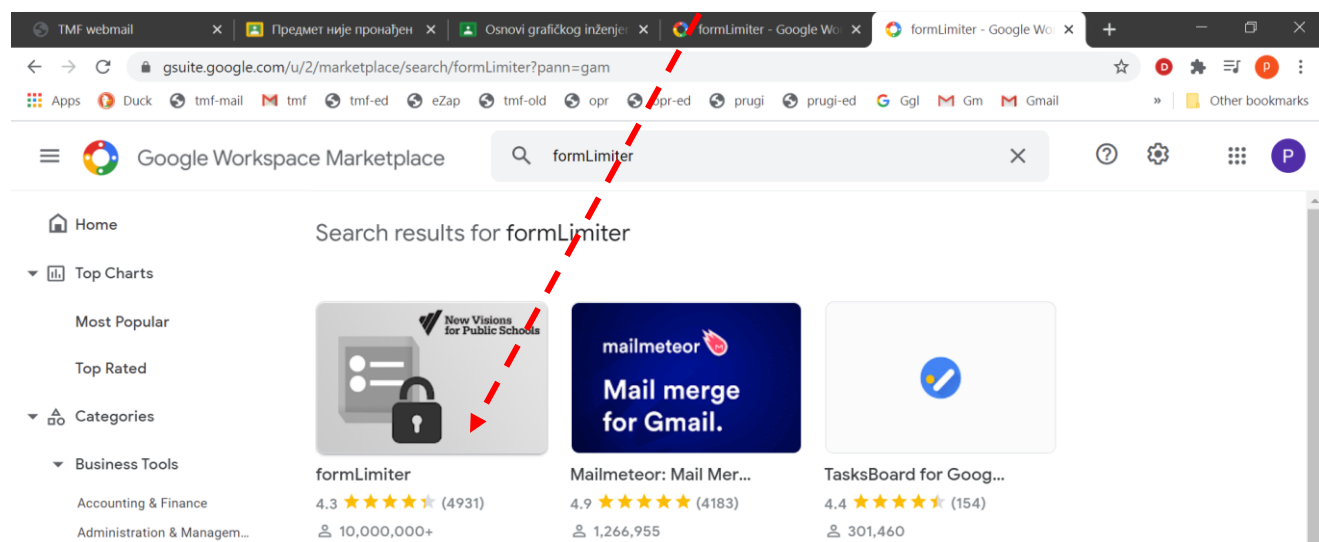 TMF webmail
Предмет није пронађен
Osnovi grafičkog inženjer
formLimiter - Google Wo
formLimiter - Google Wo
gsuite.google.com/u/2/marketplace/search/formLimiter?pann=gam
Apps Duck tmf-mail tmf tmf-ed eZap tmf-old opr opr-ed prugi prugi-ed Ggl Gm Gmail » Other bookmarks
Google Workspace Marketplace
formLimiter
P
Home
Search results for formLimiter
Top Charts
Most Popular
Top Rated
Categories
Business Tools
Accounting & Finance
Administration & Managem...
New Visions
for Public Schools
formLimiter
4.3 (4931)
10,000,000+
mailmeteor
Mail merge
for Gmail.
Mailmeteor: Mail Mer...
4.9 (4183)
1,266,955
TasksBoard for Goog...
4.4 (154)
301,460